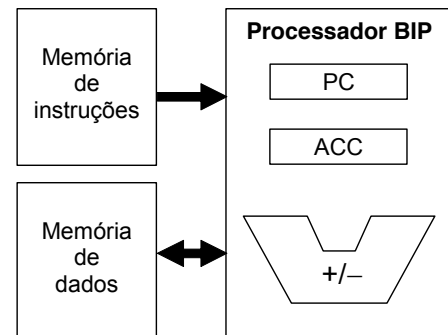 Memória
de
instruções
Memória
de
dados
Processador BIP
PC
ACC
+/–